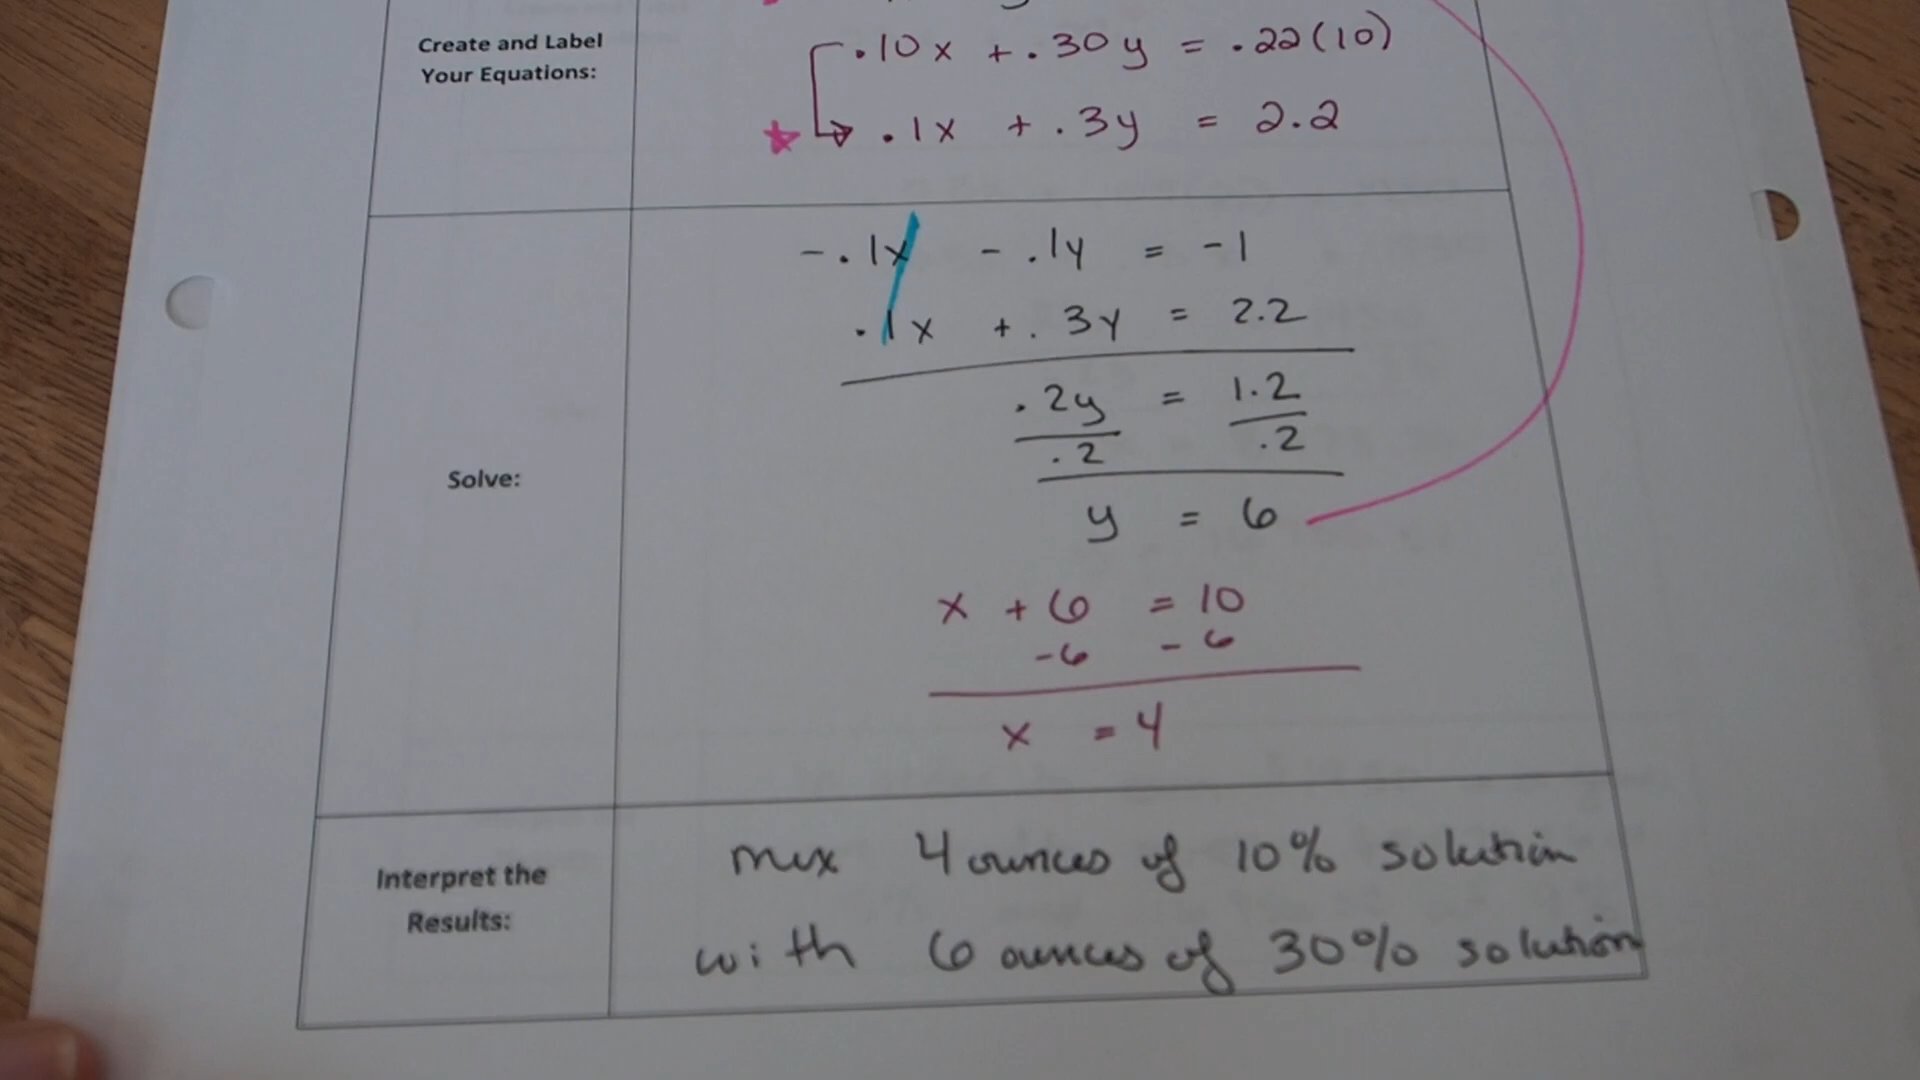 Create and Label
Your Equations:
.10x + .30y = .22(10)
.1x + .3y = 2.2
Solve:
-.1x - .1y = -1
.1x + .3y = 2.2
.2y = 1.2
.2 .2
y = 6
x + 6 = 10
-6 -6
x = 4
Interpret the
Results:
mix 4 ounces of 10% solution
with 6 ounces of 30% solution